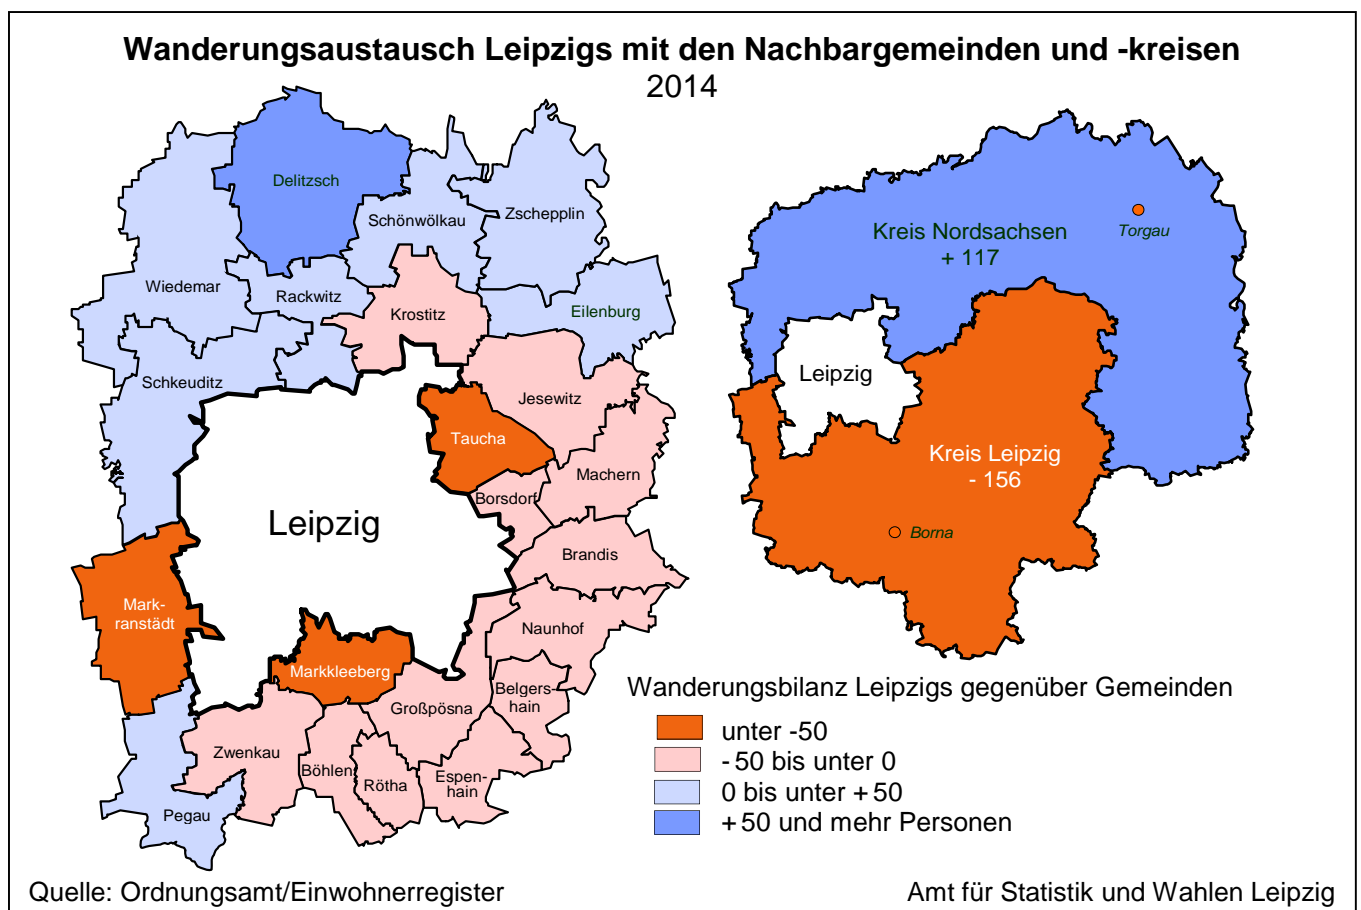 Wanderungsaustausch Leipzigs mit den Nachbargemeinden und -kreisen
2014
Delitzsch
Schönwölkau
Zschepplin
Wiedemar
Rackwitz
Krostitz
Eilenburg
Schkeuditz
Jesewitz
Taucha
Machern
Borsdorf
Leipzig
Brandis
Mark-
ranstädt
Naunhof
Markkleeberg
Belgers-
hain
Großpösna
Zwenkau
Böhlen
Rötha
Espen-
hain
Pegau
Kreis Nordsachsen
+ 117
Torgau
Leipzig
Kreis Leipzig
- 156
Borna
Wanderungsbilanz Leipzigs gegenüber Gemeinden
unter -50
- 50 bis unter 0
0 bis unter + 50
+ 50 und mehr Personen
Quelle: Ordnungsamt/Einwohnerregister
Amt für Statistik und Wahlen Leipzig